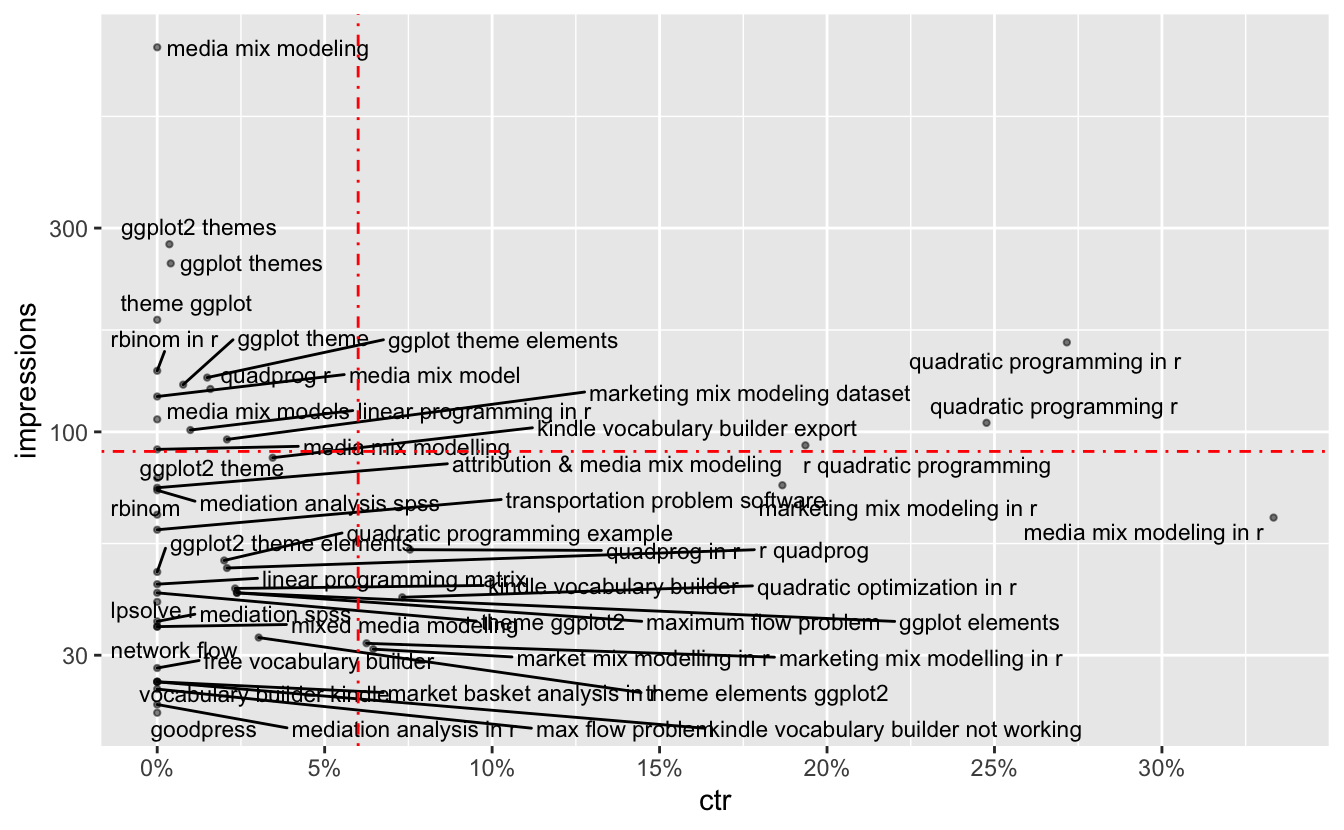 media mix modeling
300
ggplot2 themes
ggplot themes
theme ggplot
rbinom in r
ggplot theme
ggplot theme elements
quadprog r
media mix model
quadratic programming in r
marketing mix modeling dataset
quadratic programming r
media mix models
linear programming in r
100
kindle vocabulary builder export
media mix modelling
ggplot2 theme
attribution & media mix modeling
r quadratic programming
mediation analysis spss
transportation problem software
rbinom
marketing mix modeling in r
media mix modeling in r
quadratic programming example
ggplot2 theme elements
quadprog in r
r quadprog
linear programming matrix
kindle vocabulary builder
quadratic optimization in r
lpsolve r
mediation spss
mixed media modeling
theme ggplot2
maximum flow problem
ggplot elements
network flow
30
free vocabulary builder
market mix modelling in r
marketing mix modelling in r
vocabulary builder kindle
market basket analysis in r
theme elements ggplot2
goodpress
mediation analysis in r
max flow problem
kindle vocabulary builder not working
0%
5%
10%
15%
20%
25%
30%
ctr
impressions